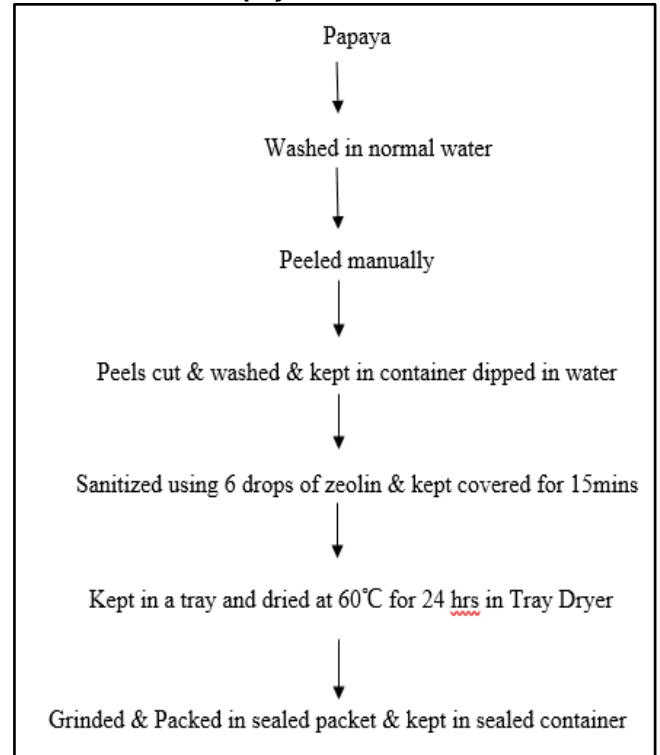 Papaya
Washed in normal water
Peeled manually
Peels cut & washed & kept in container dipped in water
Sanitized using 6 drops of zeolin & kept covered for 15mins
Kept in a tray and dried at 60℃ for 24 hrs in Tray Dryer
Grinded & Packed in sealed packet & kept in sealed container